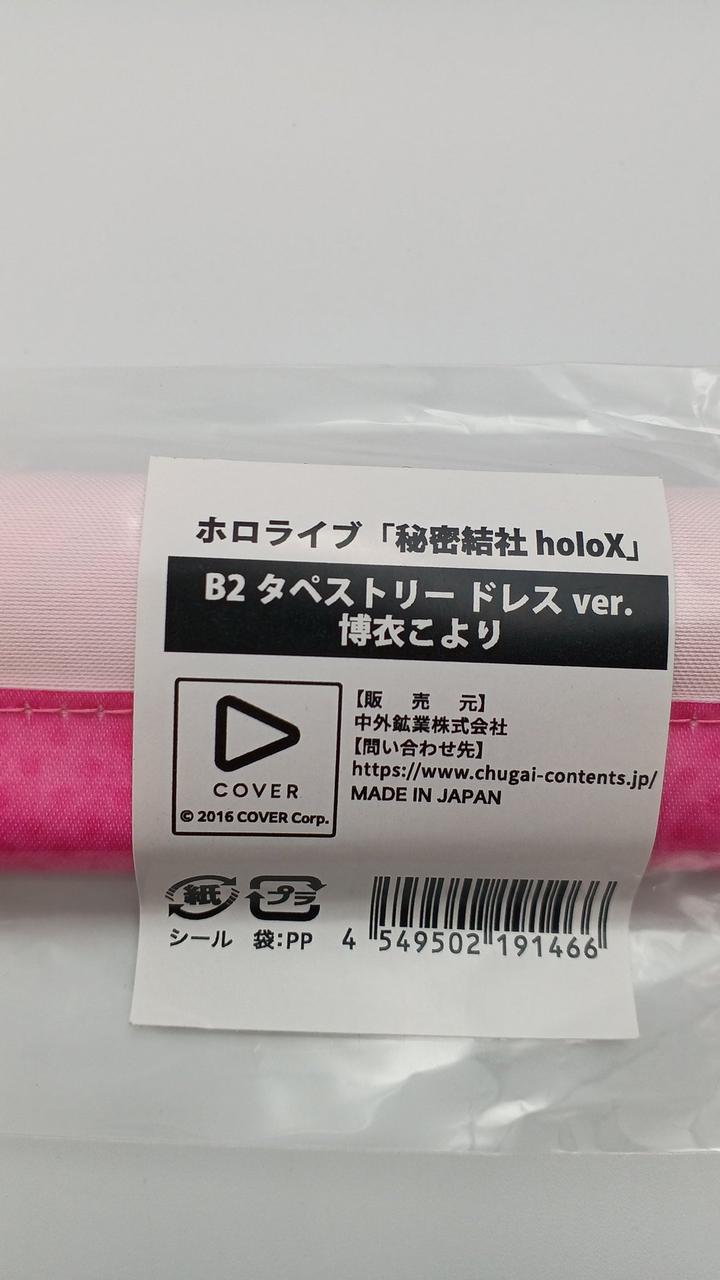 ホロライブ「秘密結社 holoX」
B2 タペストリー ドレス ver.
博衣こより
COVER
© 2016 COVER Corp.
【販 売 元】
中外鉱業株式会社
【問い合わせ先】
https://www.chugai-contents.jp/
MADE IN JAPAN
紙 プラ
シール 袋:PP
4 549502 191466